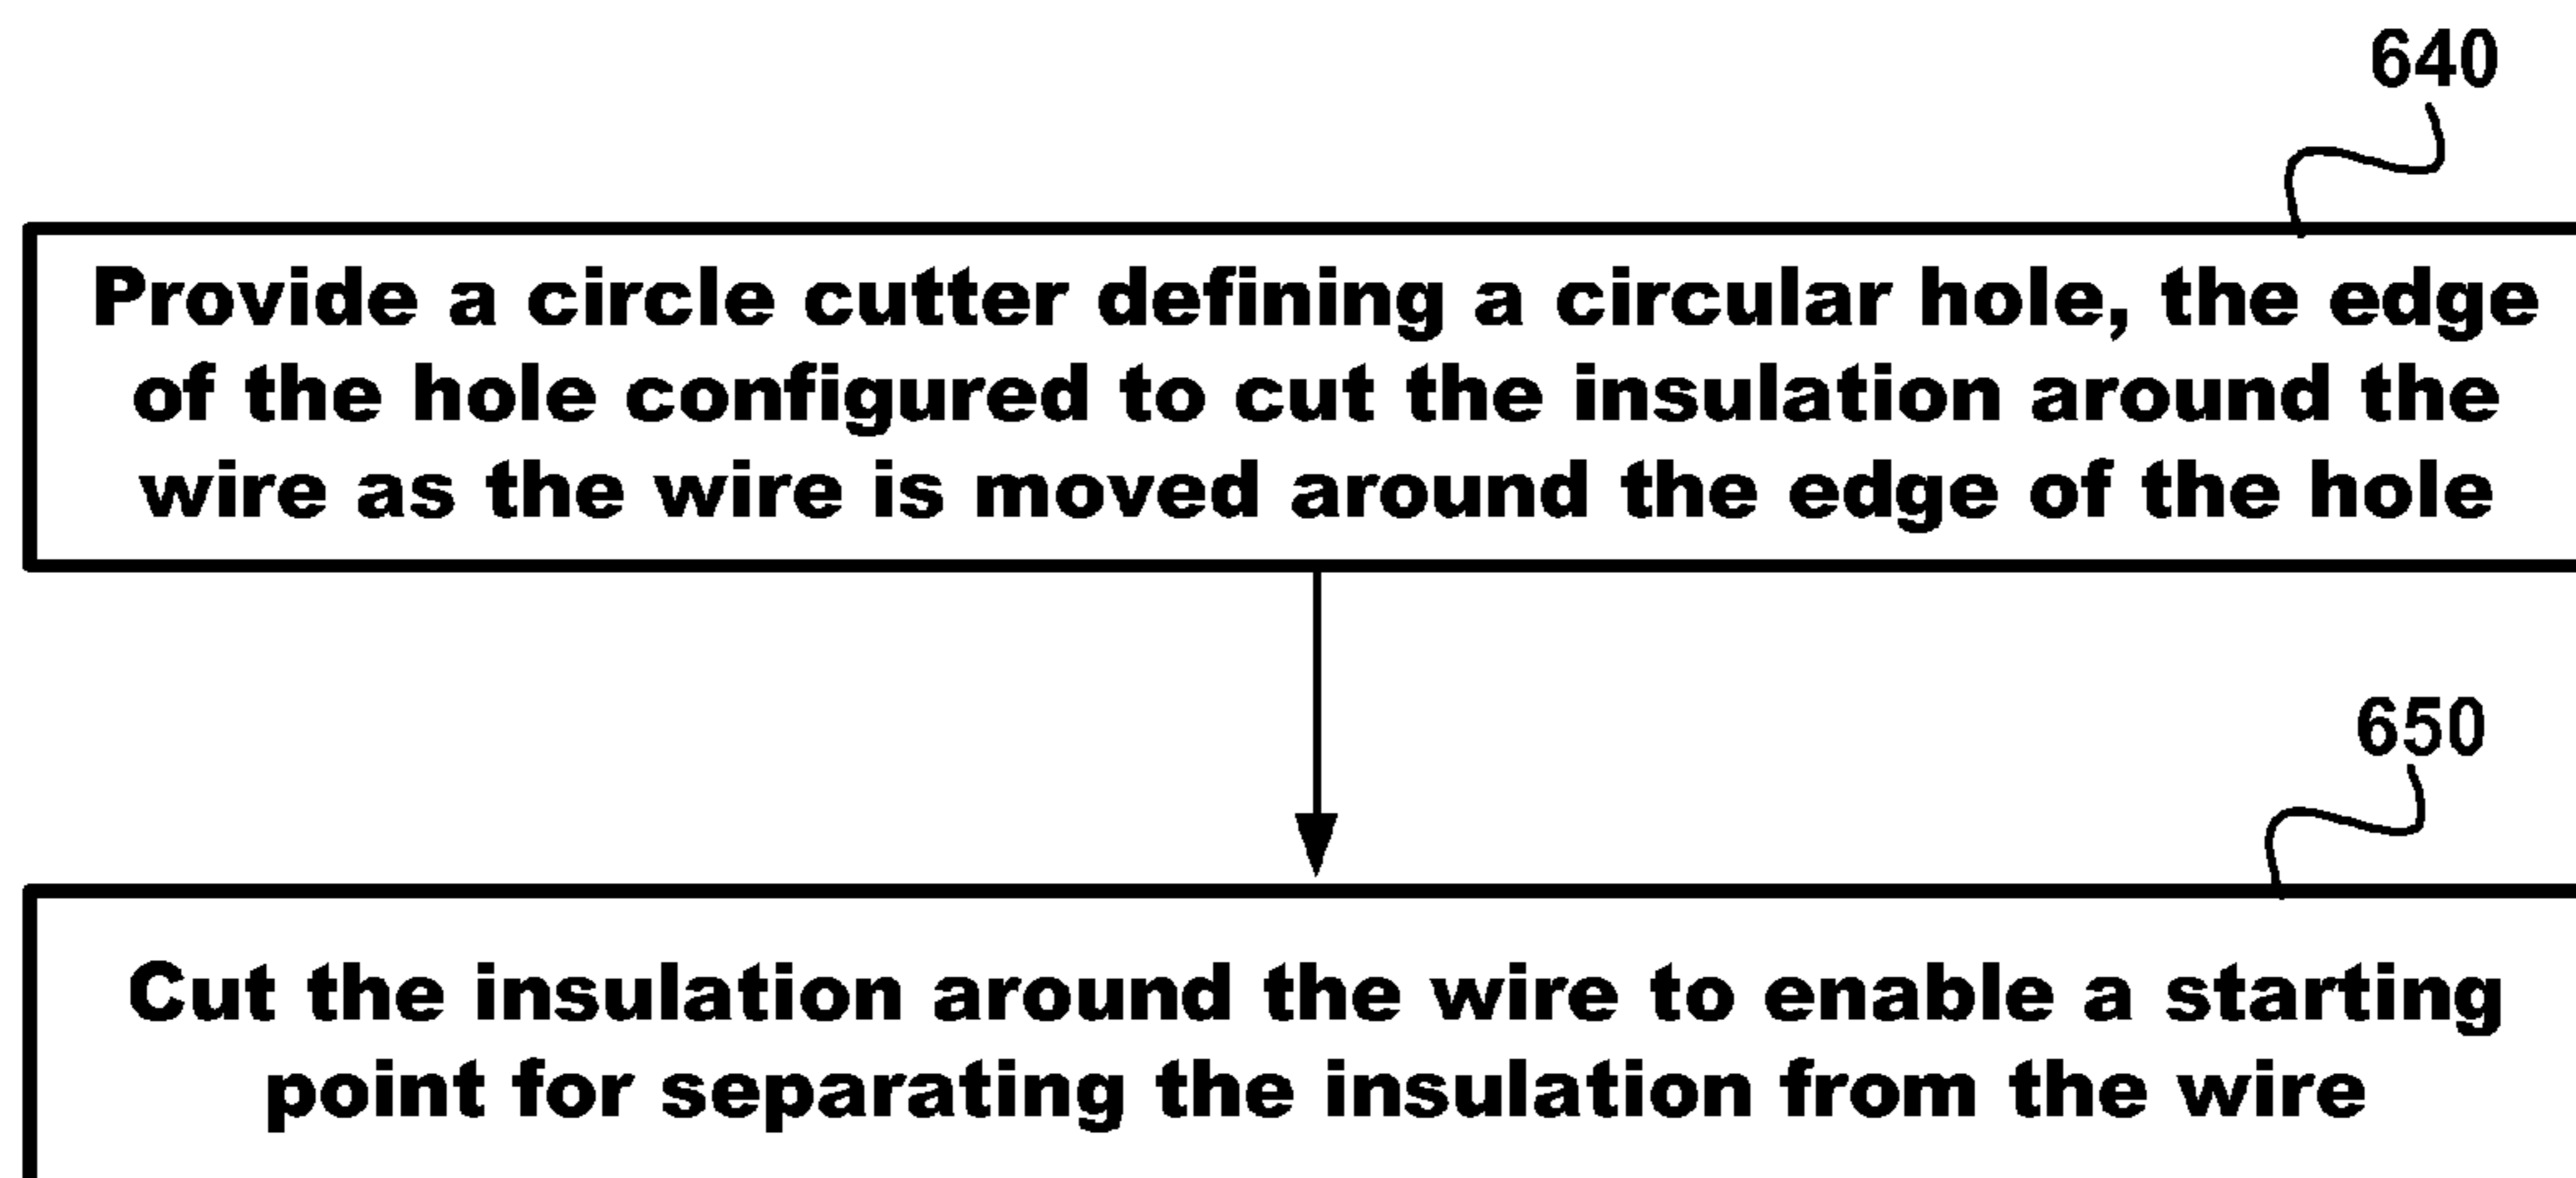 640
Provide a circle cutter defining a circular hole, the edge
of the hole configured to cut the insulation around the
wire as the wire is moved around the edge of the hole
650
Cut the insulation around the wire to enable a starting
point for separating the insulation from the wire